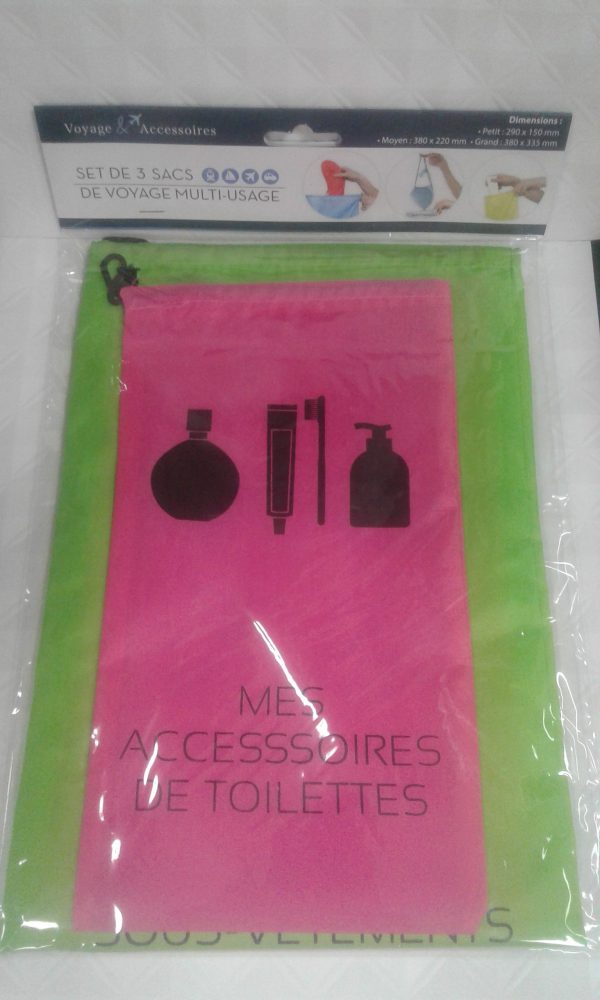 Voyage & Accessoires
Dimensions :
• Petit : 290 x 150 mm
• Moyen : 380 x 220 mm • Grand : 380 x 335 mm
SET DE 3 SACS
DE VOYAGE MULTI-USAGE
MES
ACCESSSOIRES
DE TOILETTES
SOUS-VÊTEMENTS